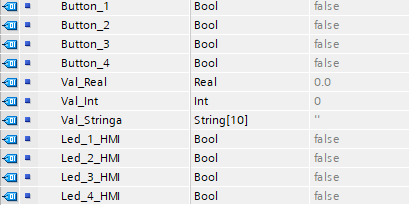 Button_1 Bool false
Button_2 Bool false
Button_3 Bool false
Button_4 Bool false
Val_Real Real 0.0
Val_Int Int 0
Val_Stringa String[10] ''
Led_1_HMI Bool false
Led_2_HMI Bool false
Led_3_HMI Bool false
Led_4_HMI Bool false